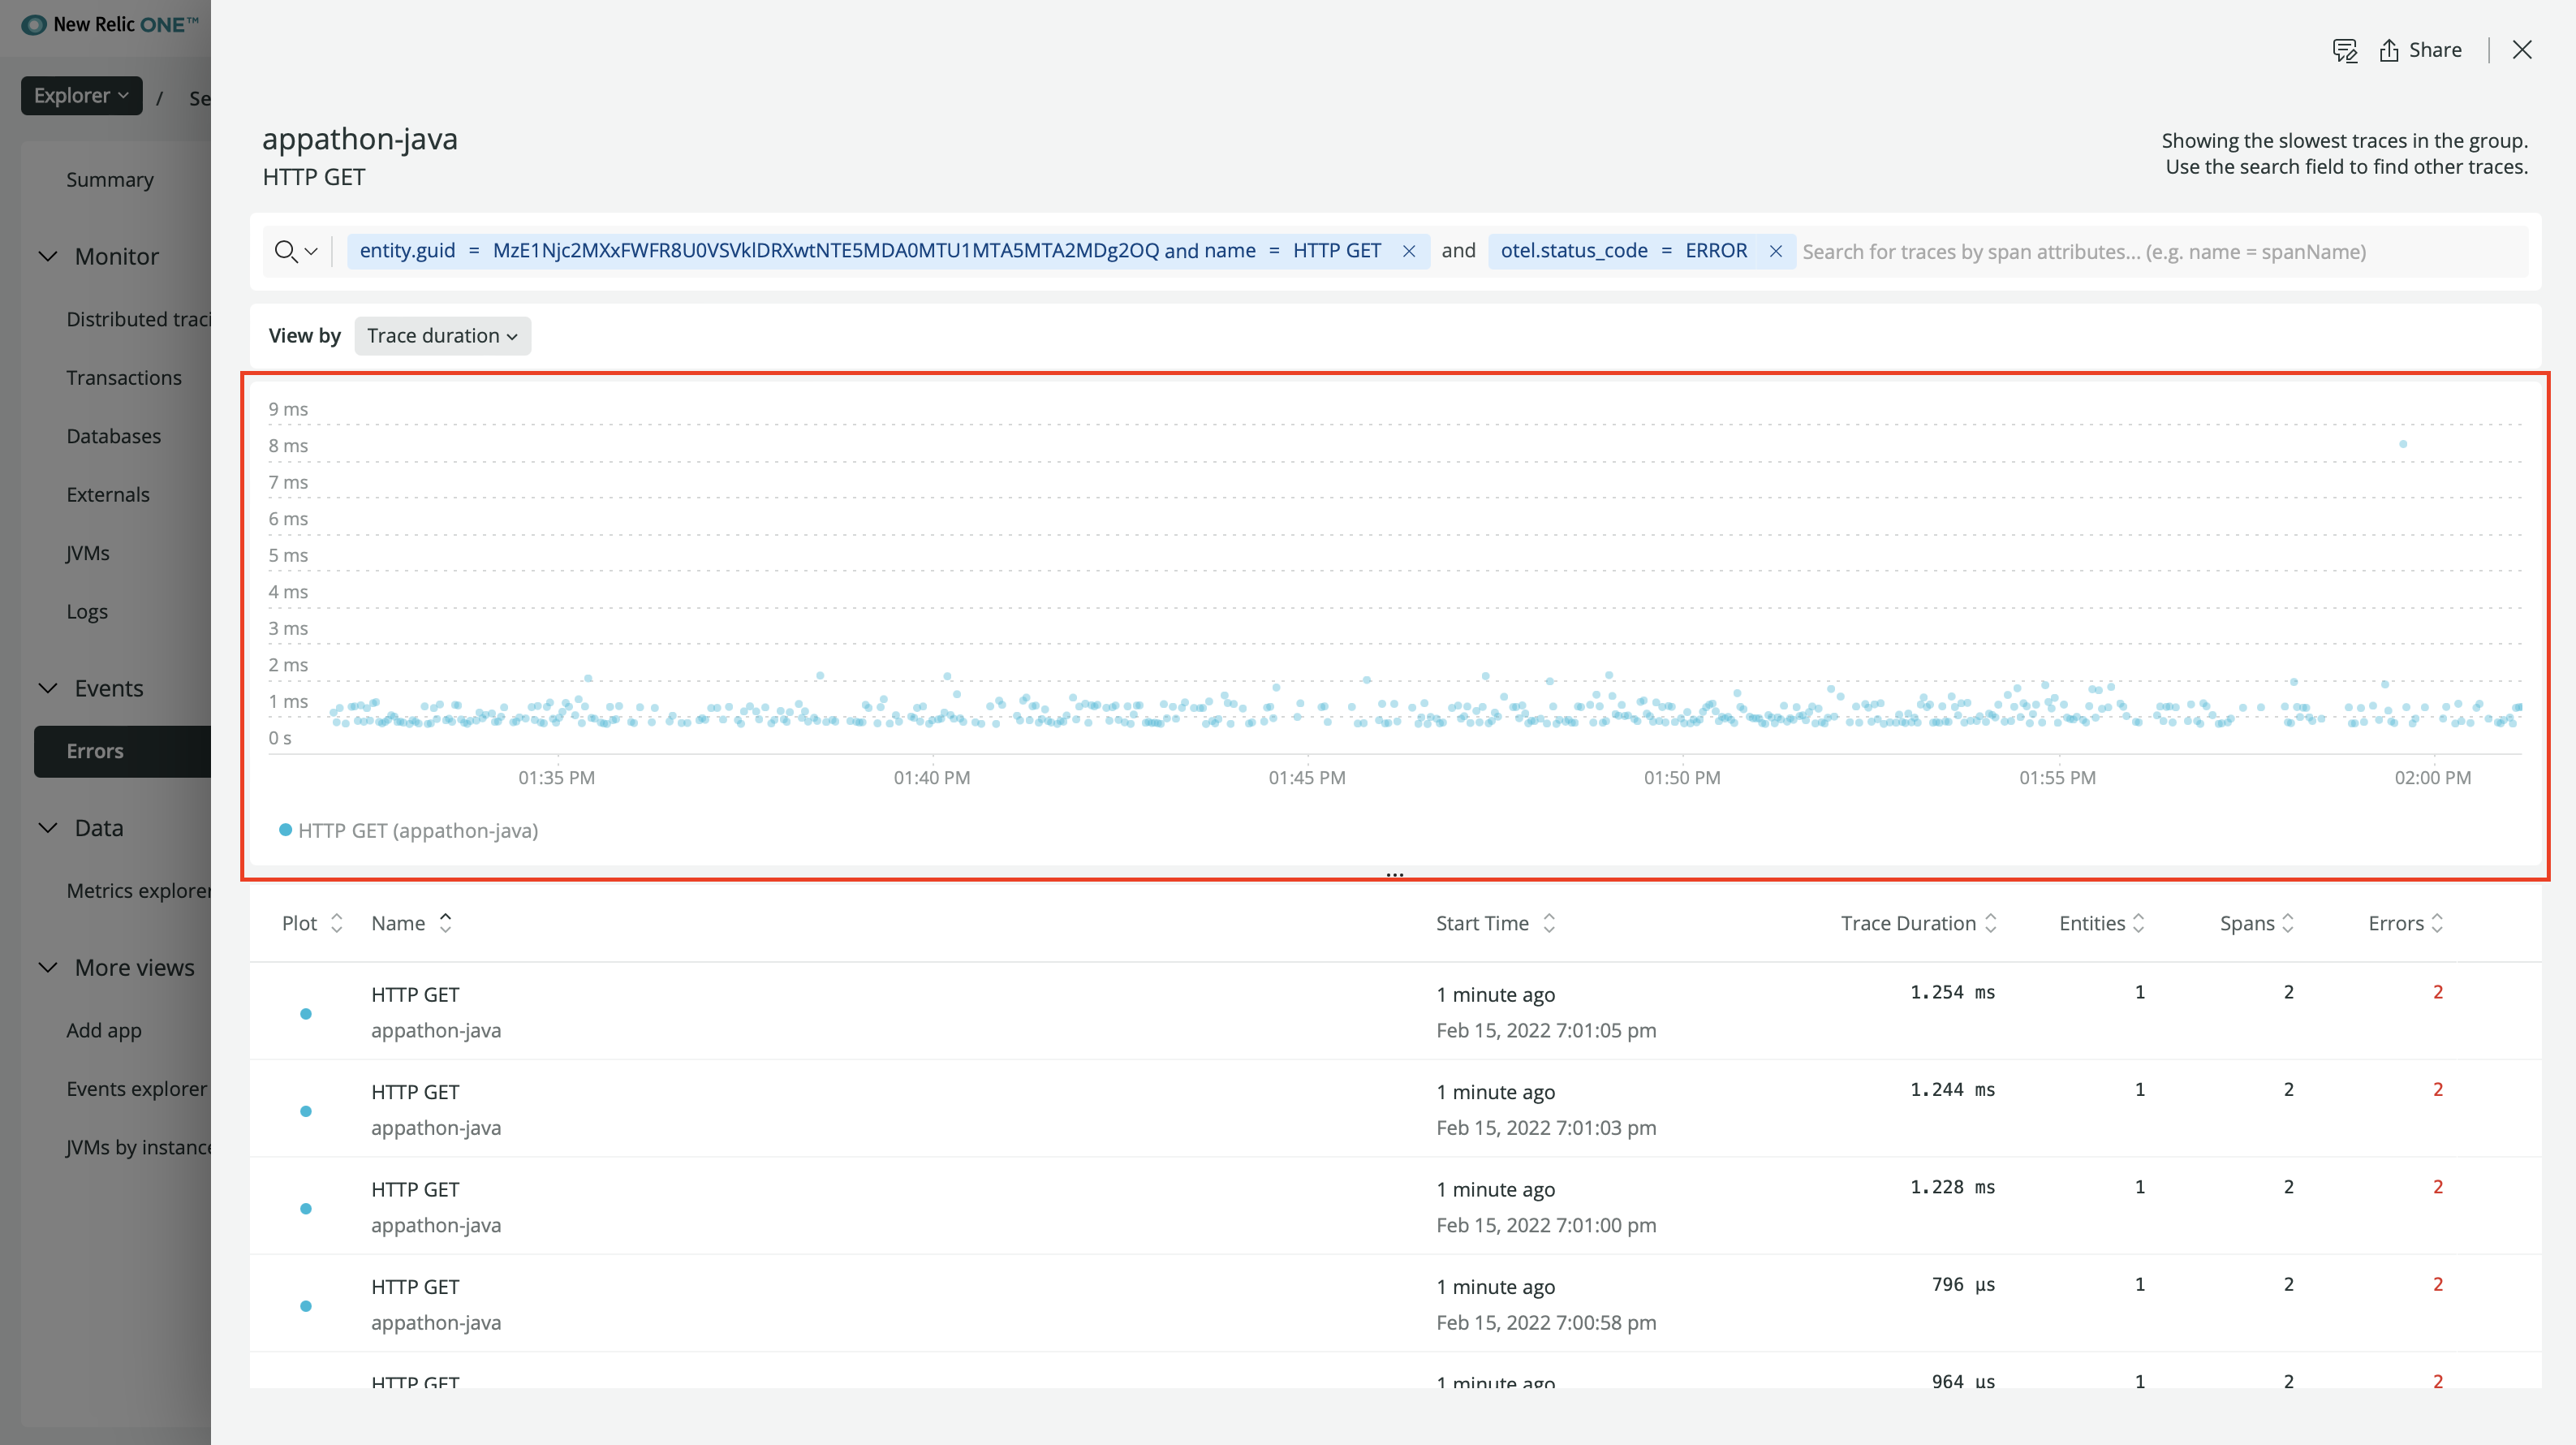 New Relic ONE™
Share
Explorer / Se
appathon-java
HTTP GET
Showing the slowest traces in the group.
Use the search field to find other traces.
Summary
Monitor
Distributed traci
Transactions
Databases
Externals
JVMs
Logs
Events
Errors
Data
Metrics explorer
More views
Add app
Events explorer
JVMs by instance
entity.guid = MzE1Njc2MXxFWFR8U0VSVklDRXwtNTE5MDA0MTU1MTA5MTA2MDg2OQ and name = HTTP GET and otel.status_code = ERROR Search for traces by span attributes... (e.g. name = spanName)
View by Trace duration
9 ms
8 ms
7 ms
6 ms
5 ms
4 ms
3 ms
2 ms
1 ms
0 s
01:35 PM 01:40 PM 01:45 PM 01:50 PM 01:55 PM 02:00 PM
HTTP GET (appathon-java)
...
Plot Name Start Time Trace Duration Entities Spans Errors
HTTP GET 1 minute ago 1.254 ms 1 2 2
appathon-java Feb 15, 2022 7:01:05 pm
HTTP GET 1 minute ago 1.244 ms 1 2 2
appathon-java Feb 15, 2022 7:01:03 pm
HTTP GET 1 minute ago 1.228 ms 1 2 2
appathon-java Feb 15, 2022 7:01:00 pm
HTTP GET 1 minute ago 796 µs 1 2 2
appathon-java Feb 15, 2022 7:00:58 pm
HTTP GET 1 minute ago 964 µs 1 2 2